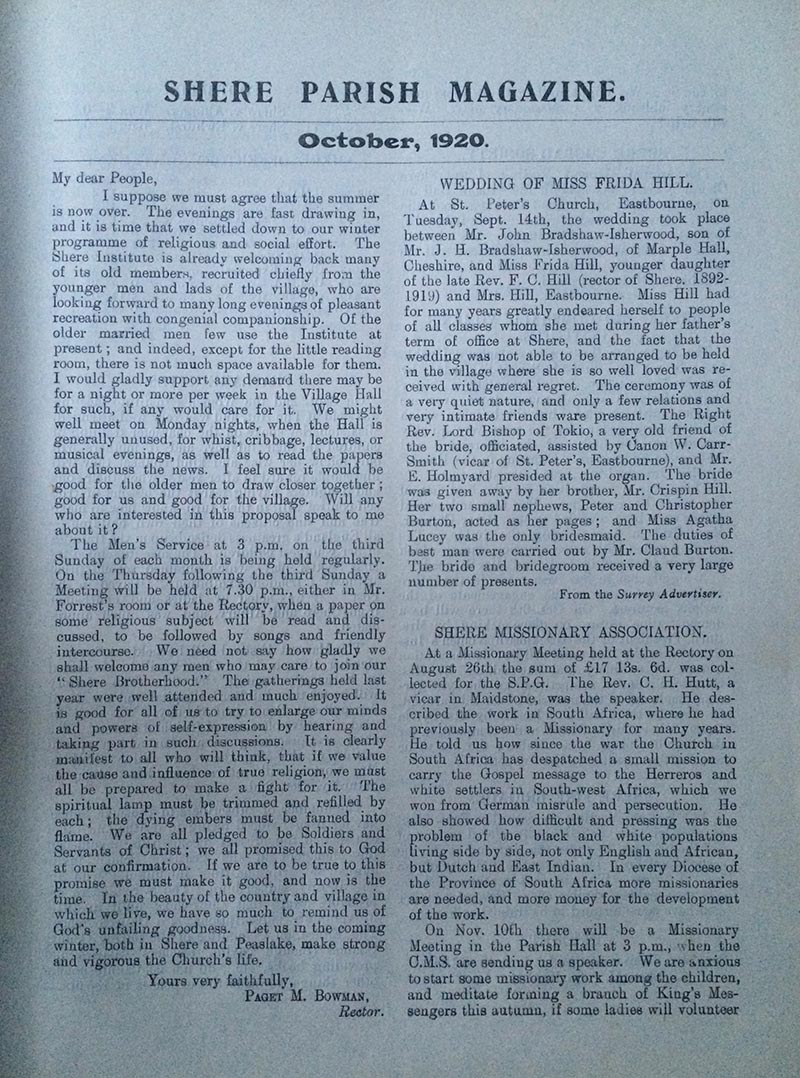 SHERE PARISH MAGAZINE.
October, 1920.
My dear People,
I suppose we must agree that the summer
is now over. The evenings are fast drawing in,
and it is time that we settled down to our winter
programme of religious and social effort. The
Shere Institute is already welcoming back many
of its old members, recruited chiefly from the
younger men and lads of the village, who are
looking forward to many long evenings of pleasant
recreation with congenial companionship. Of the
older married men few use the Institute at
present; and indeed, except for the little reading
room, there is not much space available for them.
I would gladly support any demand there may be
for a night or more per week in the Village Hall
for such, if any would care for it. We might
well meet on Monday nights, when the Hall is
generally unused, for whist, cribbage, lectures, or
musical evenings, as well as to read the papers
and discuss the news. I feel sure it would be
good for the older men to draw closer together;
good for us and good for the village. Will any
who are interested in this proposal speak to me
about it?
The Men's Service at 3 p.m. on the third
Sunday of each month is being held regularly.
On the Thursday following the third Sunday a
Meeting will be held at 7.30 p.m., either in Mr.
Forrest's room or at the Rectory, when a paper on
some religious subject will be read and dis-
cussed, to be followed by songs and friendly
intercourse. We need not say how gladly we
shall welcome any men who may care to join our
"Shere Brotherhood." The gatherings held last
year were well attended and much enjoyed. It
is good for all of us to try to enlarge our minds
and powers of self-expression by hearing and
taking part in such discussions. It is clearly
manifest to all who will think, that if we value
the cause and influence of true religion, we must
all be prepared to make a fight for it. The
spiritual lamp must be trimmed and refilled by
each; the dying embers must be fanned into
flame. We are all pledged to be Soldiers and
Servants of Christ; we all promised this to God
at our confirmation. If we are to be true to this
promise we must make it good, and now is the
time. In the beauty of the country and village in
which we live, we have so much to remind us of
God's unfailing goodness. Let us in the coming
winter, both in Shere and Peaslake, make strong
and vigorous the Church's life.
Yours very faithfully,
PAGET M. BOWMAN,
Rector.
WEDDING OF MISS FRIDA HILL.
At St. Peter's Church, Eastbourne, on
Tuesday, Sept. 14th, the wedding took place
between Mr. John Bradshaw-Isherwood, son of
Mr. J. H. Bradshaw-Isherwood, of Marple Hall,
Cheshire, and Miss Frida Hill, younger daughter
of the late Rev. F. C. Hill (rector of Shere, 1892-
1919) and Mrs. Hill, Eastbourne. Miss Hill had
for many years greatly endeared herself to people
of all classes whom she met during her father's
term of office at Shere, and the fact that the
wedding was not able to be arranged to be held
in the village where she is so well loved was re-
ceived with general regret. The ceremony was of
a very quiet nature, and only a few relations and
very intimate friends ware present. The Right
Rev. Lord Bishop of Tokio, a very old friend of
the bride, officiated, assisted by Canon W. Carr-
Smith (vicar of St. Peter's, Eastbourne), and Mr.
E. Holmyard presided at the organ. The bride
was given away by her brother, Mr. Crispin Hill.
Her two small nephews, Peter and Christopher
Burton, acted as her pages; and Miss Agatha
Lucey was the only bridesmaid. The duties of
best man were carried out by Mr. Claud Burton.
The bride and bridegroom received a very large
number of presents.
From the Surrey Advertiser.
SHERE MISSIONARY ASSOCIATION.
At a Missionary Meeting held at the Rectory on
August 26th the sum of £17 13s. 6d. was col-
lected for the S.P.G. The Rev. C. H. Hutt, a
vicar in Maidstone, was the speaker. He des-
cribed the work in South Africa, where he had
previously been a Missionary for many years.
He told us how since the war the Church in
South Africa has despatched a small mission to
carry the Gospel message to the Herreros and
white settlers in South-west Africa, which we
won from German misrule and persecution. He
also showed how difficult and pressing was the
problem of the black and white populations
living side by side, not only English and African,
but Dutch and East Indian. In every Diocese of
the Province of South Africa more missionaries
are needed, and more money for the development
of the work.
On Nov. 10th there will be a Missionary
Meeting in the Parish Hall at 3 p.m., when the
C.M.S. are sending us a speaker. We are anxious
to start some missionary work among the children,
and meditate forming a branch of King's Mes-
sengers this autumn, if some ladies will volunteer